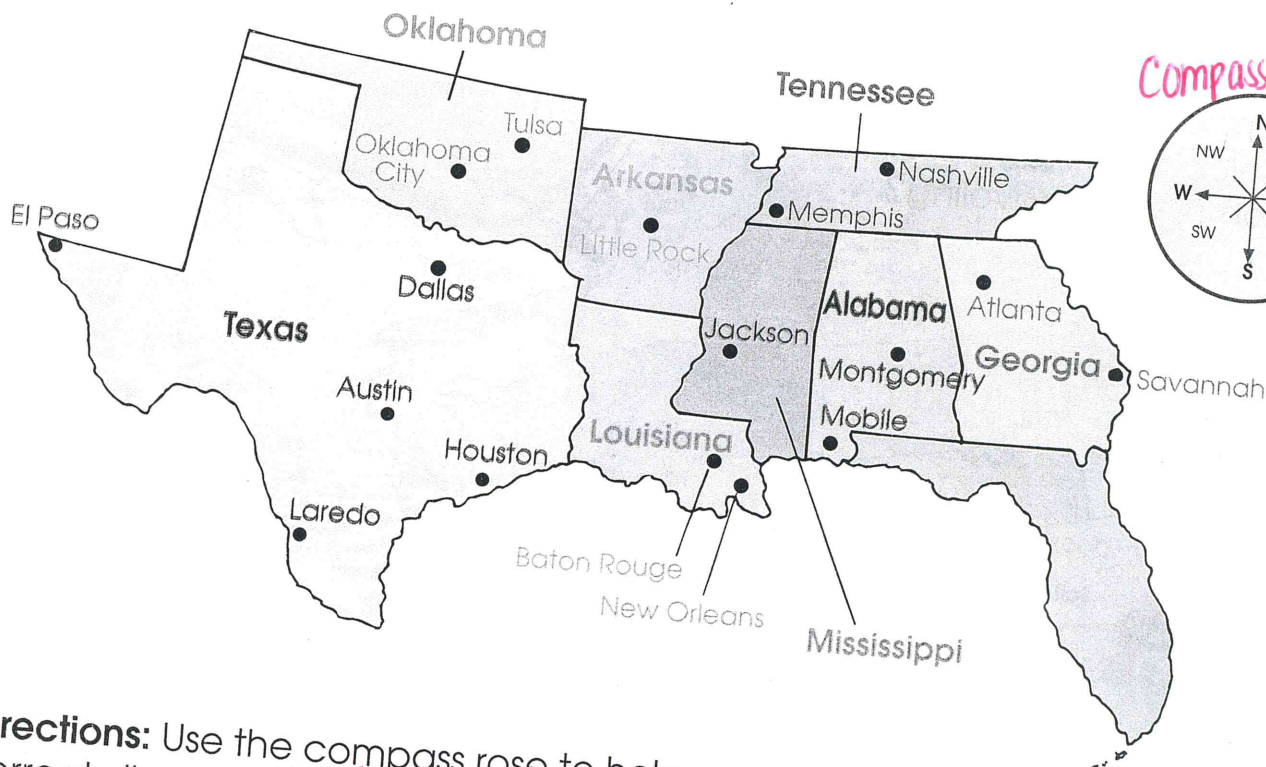 Oklahoma
Tennessee
Compass
N
NW
W
SW
S
Tulsa
Oklahoma
City
Arkansas
Nashville
Memphis
Little Rock
El Paso
Dallas
Texas
Jackson
Alabama
Atlanta
Georgia
Montgomery
Savannah
Austin
Mobile
Louisiana
Houston
Laredo
Baton Rouge
New Orleans
Mississippi
rections: Use the compass rose to